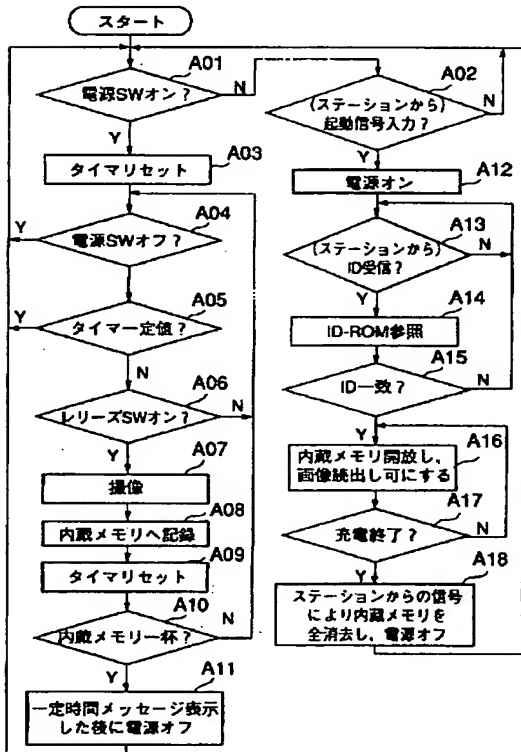 スタート
A01
電源SWオン?
N
Y
A03
タイマリセット
A04
電源SWオフ?
Y
A05
タイマ一定値?
Y
N
A06
レリーズSWオン?
N
Y
A07
撮像
A08
内蔵メモリへ記録
A09
タイマリセット
A10
内蔵メモリ一杯?
N
Y
A11
一定時間メッセージ表示
した後に電源オフ
A02
(ステーションから)
起動信号入力?
N
Y
A12
電源オン
A13
(ステーションから)
ID受信?
N
Y
A14
ID-ROM参照
A15
ID一致?
N
Y
A16
内蔵メモリ開放し、
画像読出し可にする
A17
充電終了?
N
Y
A18
ステーションからの信号
により内蔵メモリを
全消去し、電源オフ